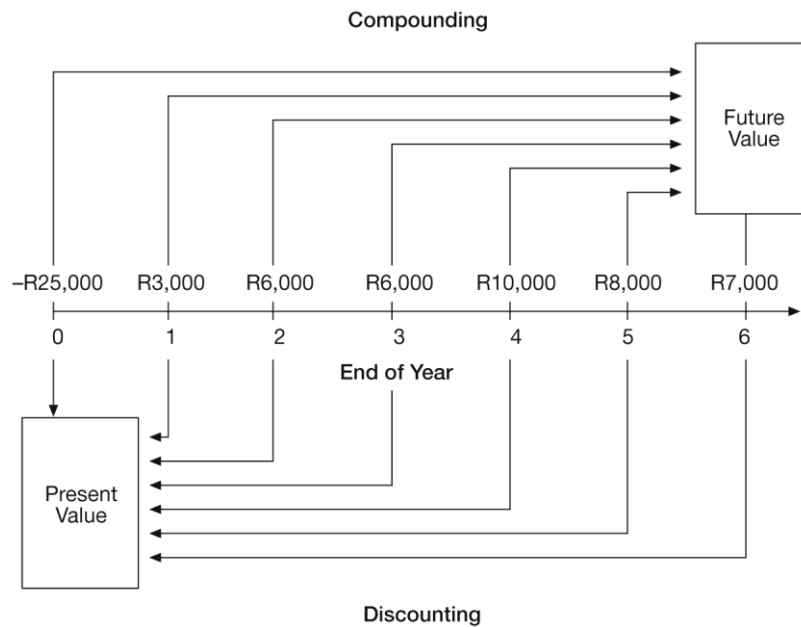 Compounding
Future
Value
–R25,000 R3,000 R6,000 R6,000 R10,000 R8,000 R7,000
0 1 2 3 4 5 6
End of Year
Present
Value
Discounting